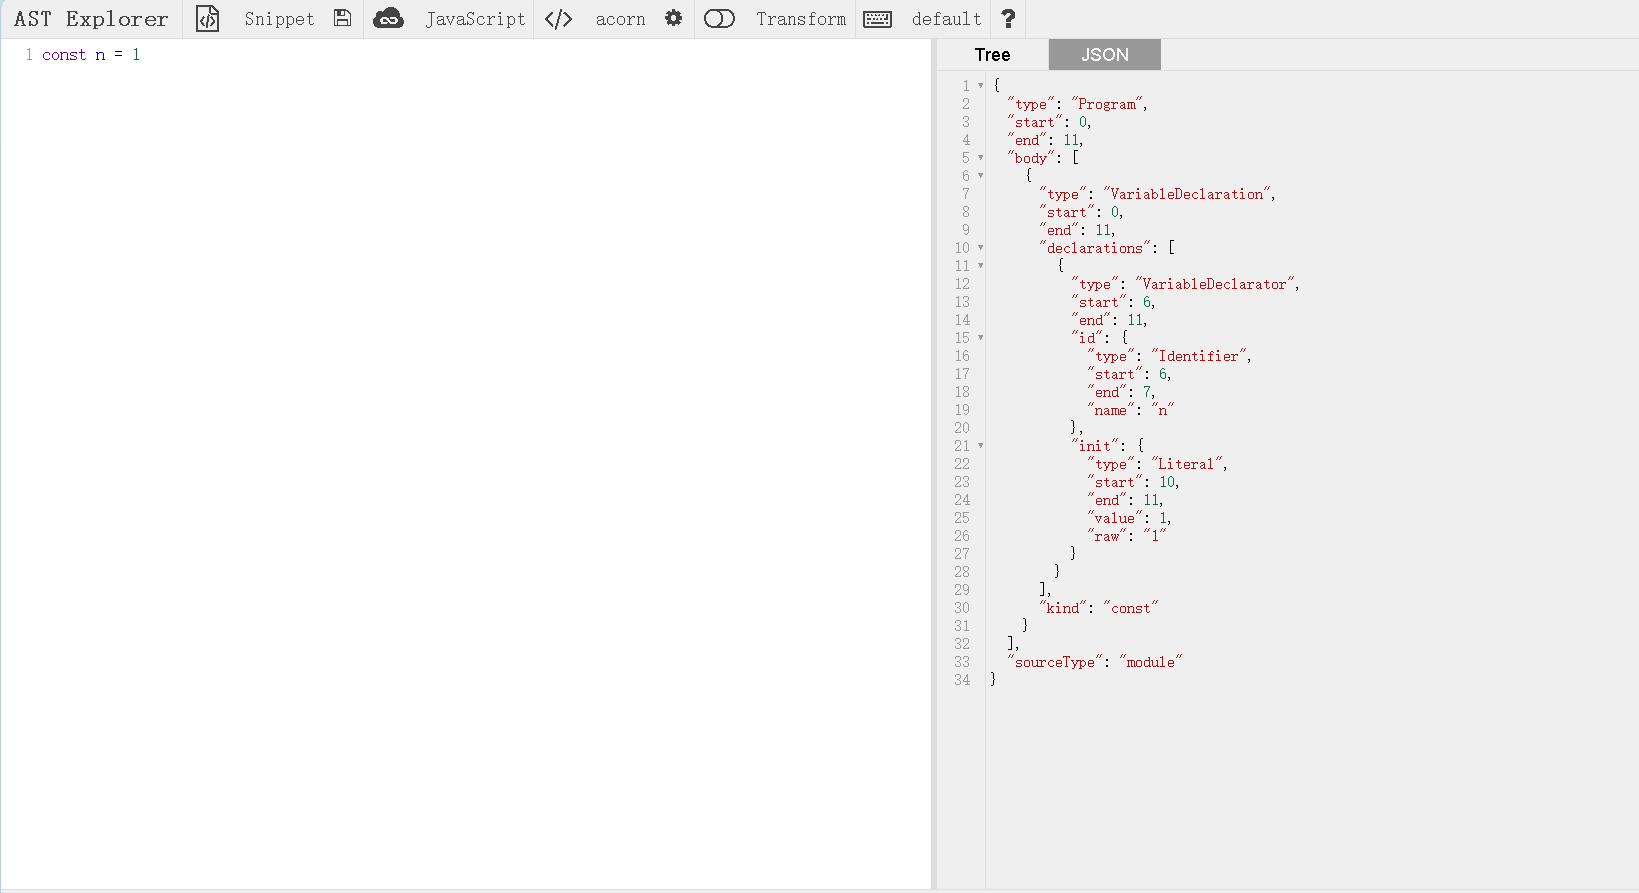 AST Explorer Snippet JavaScript </> acorn Transform default ?
1 const n = 1
Tree JSON
1 {
2   "type": "Program",
3   "start": 0,
4   "end": 11,
5   "body": [
6     {
7       "type": "VariableDeclaration",
8       "start": 0,
9       "end": 11,
10       "declarations": [
11         {
12           "type": "VariableDeclarator",
13           "start": 6,
14           "end": 11,
15           "id": {
16             "type": "Identifier",
17             "start": 6,
18             "end": 7,
19             "name": "n"
20           },
21           "init": {
22             "type": "Literal",
23             "start": 10,
24             "end": 11,
25             "value": 1,
26             "raw": "1"
27           }
28         }
29       ],
30       "kind": "const"
31     }
32   ],
33   "sourceType": "module"
34 }